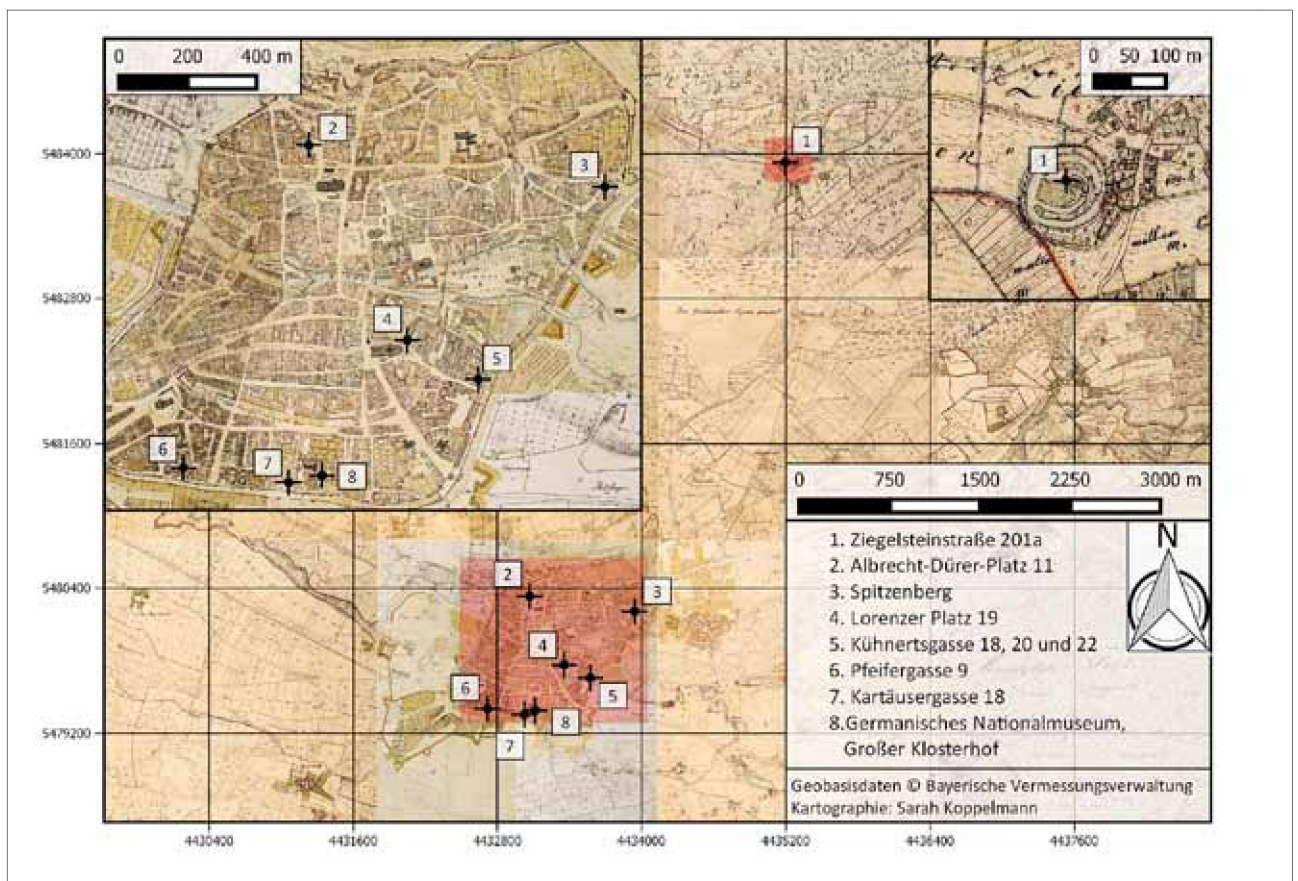 0 200 400 m
2
3
4
5
6
7
8
1
0 50 100 m
1
5484000
5482800
5481600
5480400
5479200
0 750 1500 2250 3000 m
1. Ziegelsteinstraße 201a
2. Albrecht-Dürer-Platz 11
3. Spitzenberg
4. Lorenzer Platz 19
5. Kühnertsgasse 18, 20 und 22
6. Pfeifergasse 9
7. Kartäusergasse 18
8.Germanisches Nationalmuseum,
Großer Klosterhof
N
Geobasisdaten © Bayerische Vermessungsverwaltung
Kartographie: Sarah Koppelmann
2
3
4
5
6
7
8
4430400 4431600 4432800 4434000 4435200 4436400 4437600